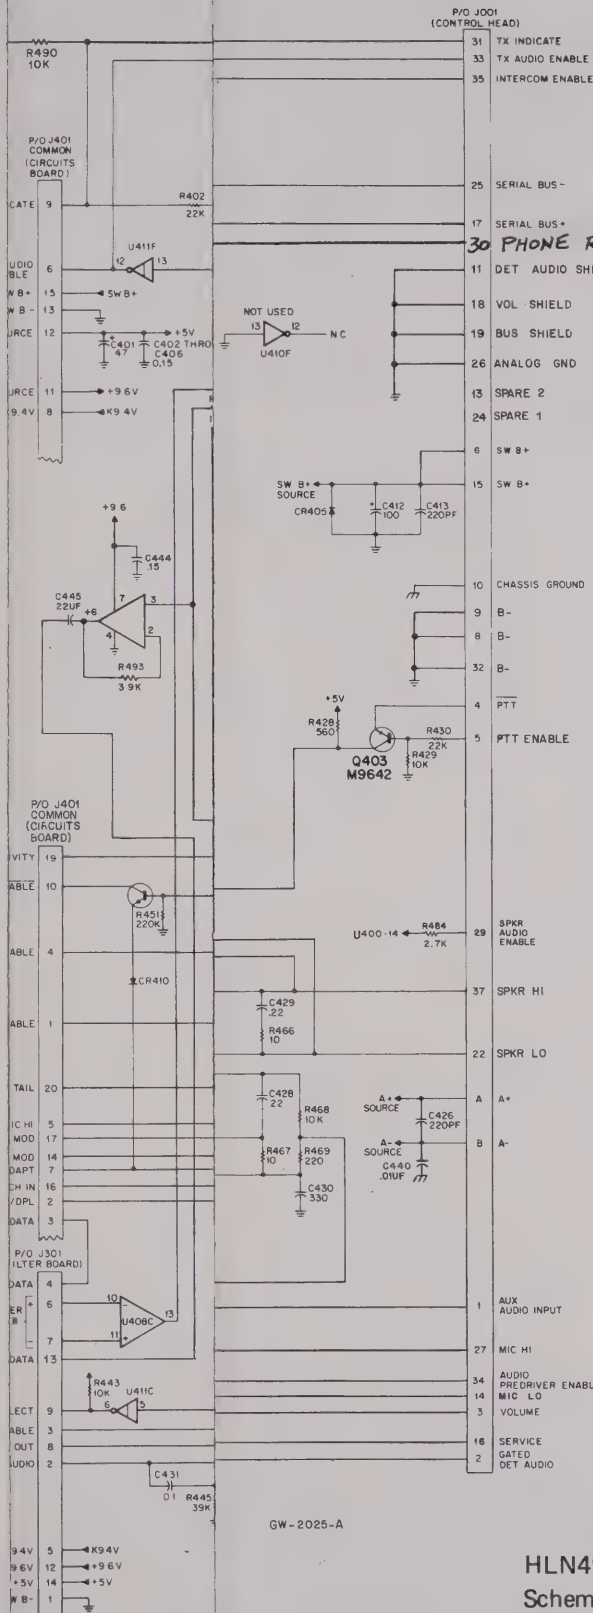 P/O J001
(CONTROL HEAD)
R490
10K
31 TX INDICATE
33 TX AUDIO ENABLE
35 INTERCOM ENABLE
P/O J401
COMMON
(CIRCUITS
BOARD)
CATE 9
R402
22K
25 SERIAL BUS-
17 SERIAL BUS+
30 PHONE R
U411F
12 13
UDIO
BLE 6
11 DET AUDIO SHI
W B+ 15 SW B+
W B- 13
NOT USED
13 12 NC
U410F
18 VOL SHIELD
URCE 12
+5V
C401
47
C402 THRO
C406
0.15
19 BUS SHIELD
26 ANALOG GND
URCE 11 +9.6V
9.4V 8 K9.4V
13 SPARE 2
24 SPARE 1
6 SW B+
SW B+
SOURCE
15 SW B+
CR405
C412
100
C413
220PF
+9.6
C444
.15
C445
22UF
+6
7 3
4 2
R493
3.9K
10 CHASSIS GROUND
9 B-
8 B-
32 B-
+5V
R428
560
4 PTT
R430
22K
5 PTT ENABLE
R429
10K
Q403
M9642
P/O J401
COMMON
(CIRCUITS
BOARD)
VITY 19
ABLE 10
R451
220K
ABLE 4
CR410
U400-14
R484
2.7K
29 SPKR
AUDIO
ENABLE
37 SPKR HI
C429
.22
R466
10
ABLE 1
22 SPKR LO
TAIL 20
C428
22
R468
10K
A+
SOURCE
A A+
C426
220PF
IC HI 5
MOD 17
MOD 14
DAPT 7
R467
10
R469
220
A-
SOURCE
B A-
C440
.01UF
CH IN 16
/DPL 2
DATA 3
C430
330
P/O J301
ILTER BOARD)
DATA 4
ER + 6
- 7
10 13
U408C
11
1 AUX
AUDIO INPUT
DATA 13
27 MIC HI
R443
10K
U411C
6 5
34 AUDIO
PREDRIVER ENABL
14 MIC LO
LECT 9
3 VOLUME
ABLE 3
OUT 8
16 SERVICE
UDIO 2
2 GATED
DET AUDIO
C431
0.1
R445
39K
GW-2025-A
9.4V 5 K9.4V
9.6V 12 +9.6V
+5V 14 +5V
W B- 1
HLN4
Schem